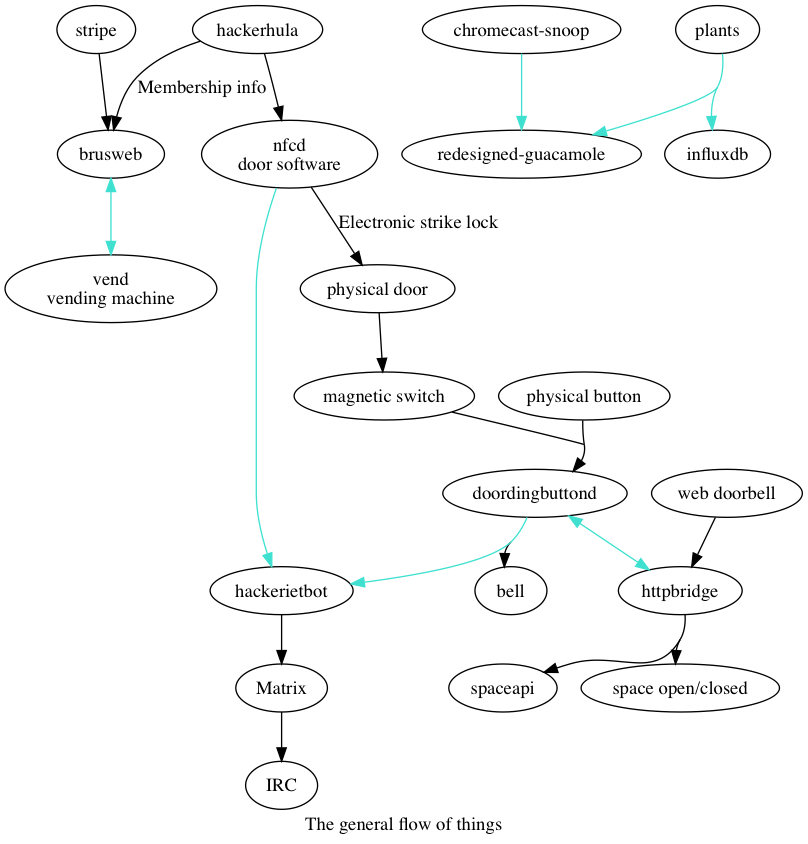 stripe
hackerhula
chromecast-snoop
plants
Membership info
brusweb
nfcd
door software
redesigned-guacamole
influxdb
Electronic strike lock
vend
vending machine
physical door
magnetic switch
physical button
doordingbuttond
web doorbell
hackerietbot
bell
httpbridge
Matrix
spaceapi
space open/closed
IRC
The general flow of things